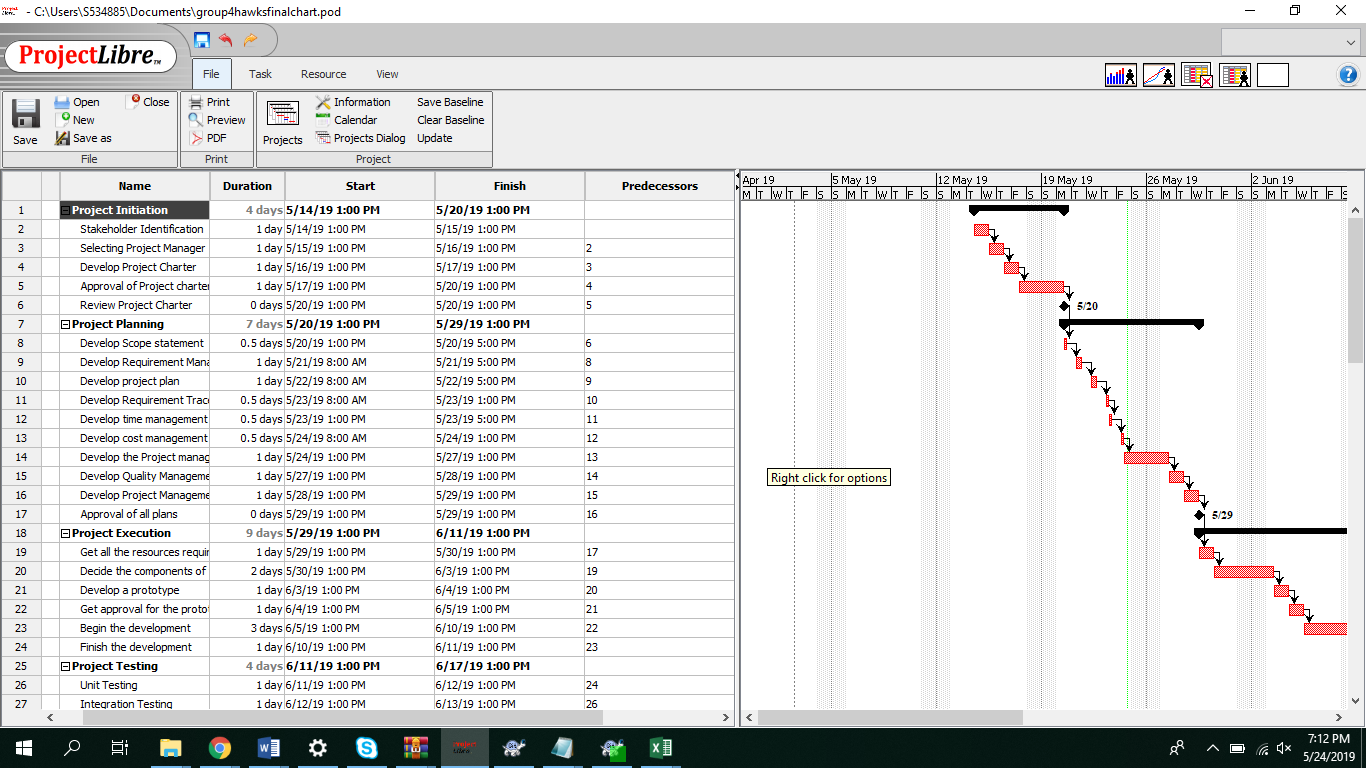 - C:\Users\S534885\Documents\group4hawksfinalchart.pod
ProjectLibre™
File Task Resource View
Save
Open
New
Save as
Close
File
Print
Preview
PDF
Print
Projects
Information
Calendar
Projects Dialog
Save Baseline
Clear Baseline
Update
Project
Name Duration Start Finish Predecessors
1 Project Initiation 4 days 5/14/19 1:00 PM 5/20/19 1:00 PM
2 Stakeholder Identification 1 day 5/14/19 1:00 PM 5/15/19 1:00 PM
3 Selecting Project Manager 1 day 5/15/19 1:00 PM 5/16/19 1:00 PM 2
4 Develop Project Charter 1 day 5/16/19 1:00 PM 5/17/19 1:00 PM 3
5 Approval of Project charter 1 day 5/17/19 1:00 PM 5/20/19 1:00 PM 4
6 Review Project Charter 0 days 5/20/19 1:00 PM 5/20/19 1:00 PM 5
7 Project Planning 7 days 5/20/19 1:00 PM 5/29/19 1:00 PM
8 Develop Scope statement 0.5 days 5/20/19 1:00 PM 5/20/19 5:00 PM 6
9 Develop Requirement Mana 1 day 5/21/19 8:00 AM 5/21/19 5:00 PM 8
10 Develop project plan 1 day 5/22/19 8:00 AM 5/22/19 5:00 PM 9
11 Develop Requirement Trace 0.5 days 5/23/19 8:00 AM 5/23/19 1:00 PM 10
12 Develop time management 0.5 days 5/23/19 1:00 PM 5/23/19 5:00 PM 11
13 Develop cost management 0.5 days 5/24/19 8:00 AM 5/24/19 1:00 PM 12
14 Develop the Project manag 1 day 5/24/19 1:00 PM 5/27/19 1:00 PM 13
15 Develop Quality Manageme 1 day 5/27/19 1:00 PM 5/28/19 1:00 PM 14
16 Develop Project Manageme 1 day 5/28/19 1:00 PM 5/29/19 1:00 PM 15
17 Approval of all plans 0 days 5/29/19 1:00 PM 5/29/19 1:00 PM 16
18 Project Execution 9 days 5/29/19 1:00 PM 6/11/19 1:00 PM
19 Get all the resources requir 1 day 5/29/19 1:00 PM 5/30/19 1:00 PM 17
20 Decide the components of 2 days 5/30/19 1:00 PM 6/3/19 1:00 PM 19
21 Develop a prototype 1 day 6/3/19 1:00 PM 6/4/19 1:00 PM 20
22 Get approval for the protot 1 day 6/4/19 1:00 PM 6/5/19 1:00 PM 21
23 Begin the development 3 days 6/5/19 1:00 PM 6/10/19 1:00 PM 22
24 Finish the development 1 day 6/10/19 1:00 PM 6/11/19 1:00 PM 23
25 Project Testing 4 days 6/11/19 1:00 PM 6/17/19 1:00 PM
26 Unit Testing 1 day 6/11/19 1:00 PM 6/12/19 1:00 PM 24
27 Integration Testing 1 day 6/12/19 1:00 PM 6/13/19 1:00 PM 26
Apr 19 5 May 19 12 May 19 19 May 19 26 May 19 2 Jun 19
M T W T F S S M T W T F S S M T W T F S S M T W T F S S M T W T F S S M T W T F S
5/20
Right click for options
5/29
7:12 PM
5/24/2019